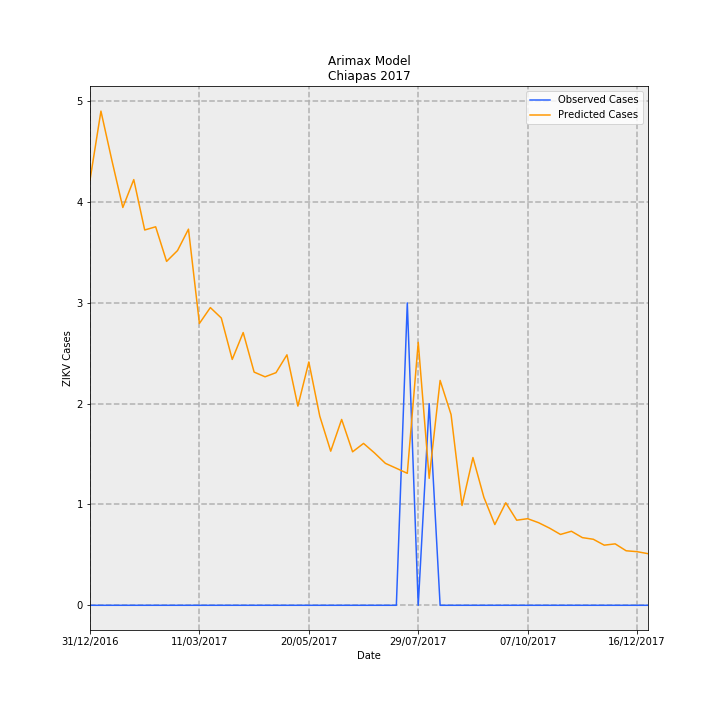 Arimax Model
Chiapas 2017
Observed Cases
Predicted Cases
5
4
3
2
1
0
ZIKV Cases
31/12/2016 11/03/2017 20/05/2017 29/07/2017 07/10/2017 16/12/2017
Date